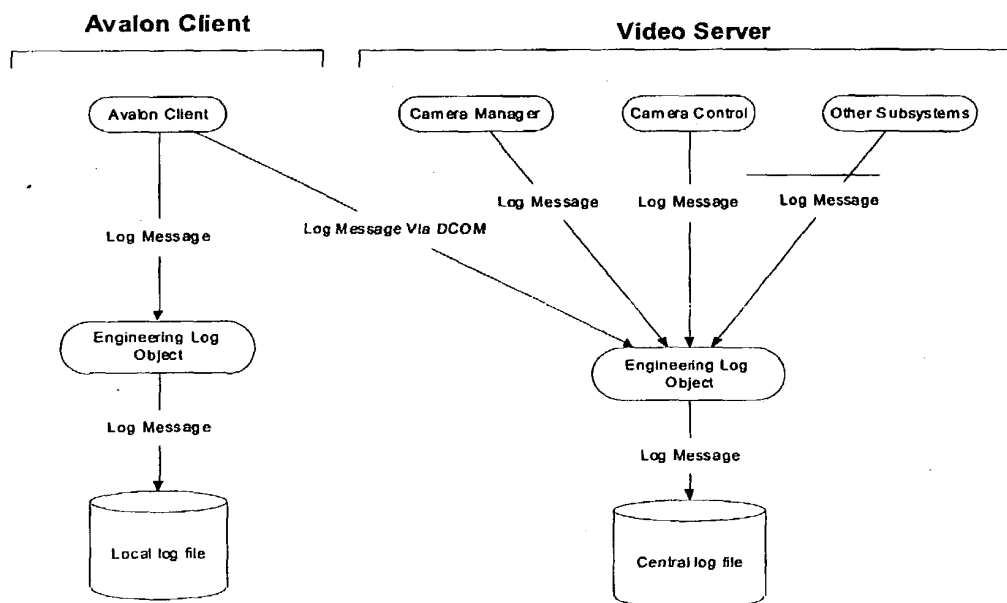 Avalon Client
Video Server
Avalon Client
Camera Manager
Camera Control
Other Subsystems
Log Message
Log Message
Log Message
Log Message Via DCOM
Log Message
Engineering Log
Object
Engineering Log
Object
Log Message
Log Message
Local log file
Central log file